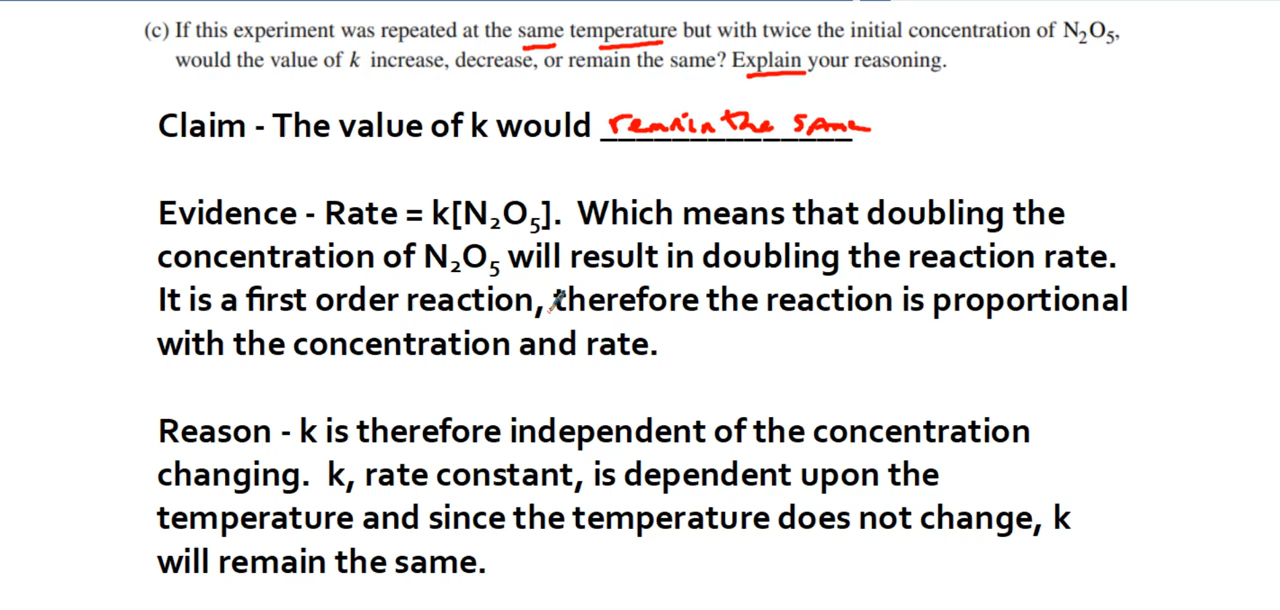 (c) If this experiment was repeated at the same temperature but with twice the initial concentration of N₂O₅,
would the value of k increase, decrease, or remain the same? Explain your reasoning.
Claim - The value of k would remain the same
Evidence - Rate = k[N₂O₅]. Which means that doubling the
concentration of N₂O₅ will result in doubling the reaction rate.
It is a first order reaction, therefore the reaction is proportional
with the concentration and rate.
Reason - k is therefore independent of the concentration
changing. k, rate constant, is dependent upon the
temperature and since the temperature does not change, k
will remain the same.